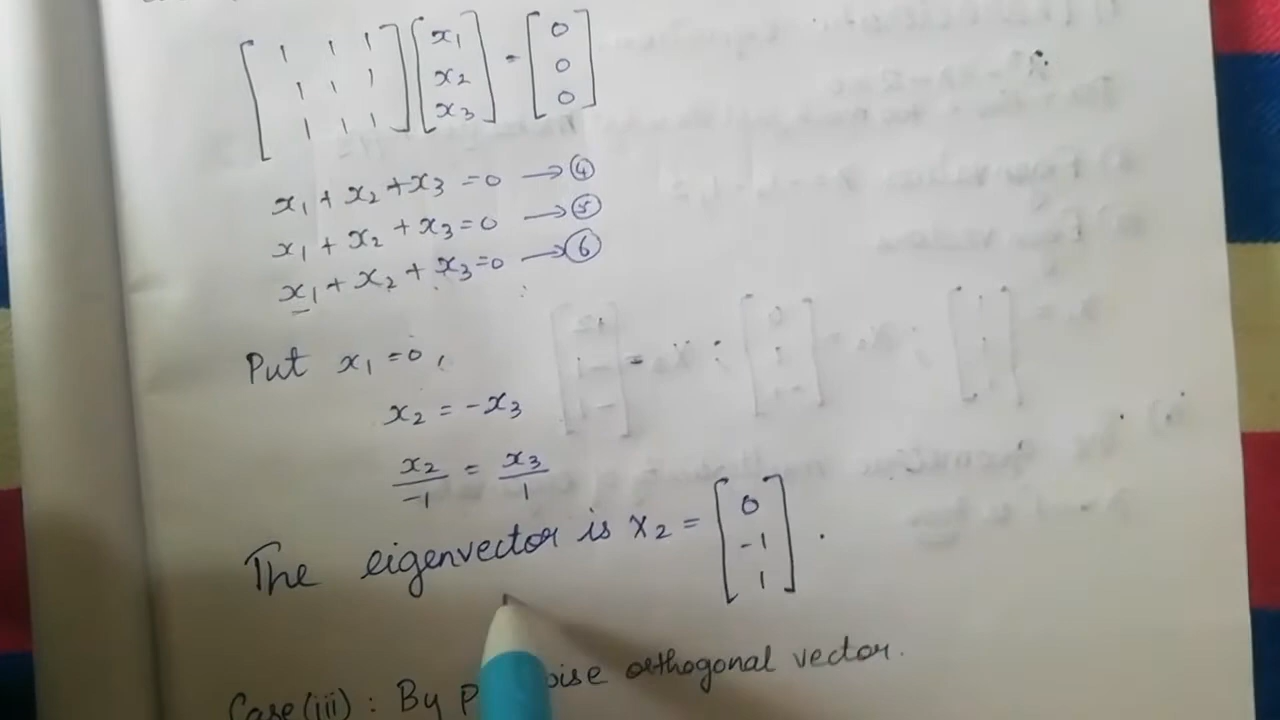 [1 1 1] [x₁] = [0]
[1 1 1] [x₂] [0]
[1 1 1] [x₃] [0]
x₁ + x₂ + x₃ = 0 → ④
x₁ + x₂ + x₃ = 0 → ⑤
x₁ + x₂ + x₃ = 0 → ⑥
Put x₁ = 0,
x₂ = -x₃
x₂/-1 = x₃/1
The eigenvector is X₂ = [0 -1 1].
Case (iii) : By orthogonal vector.